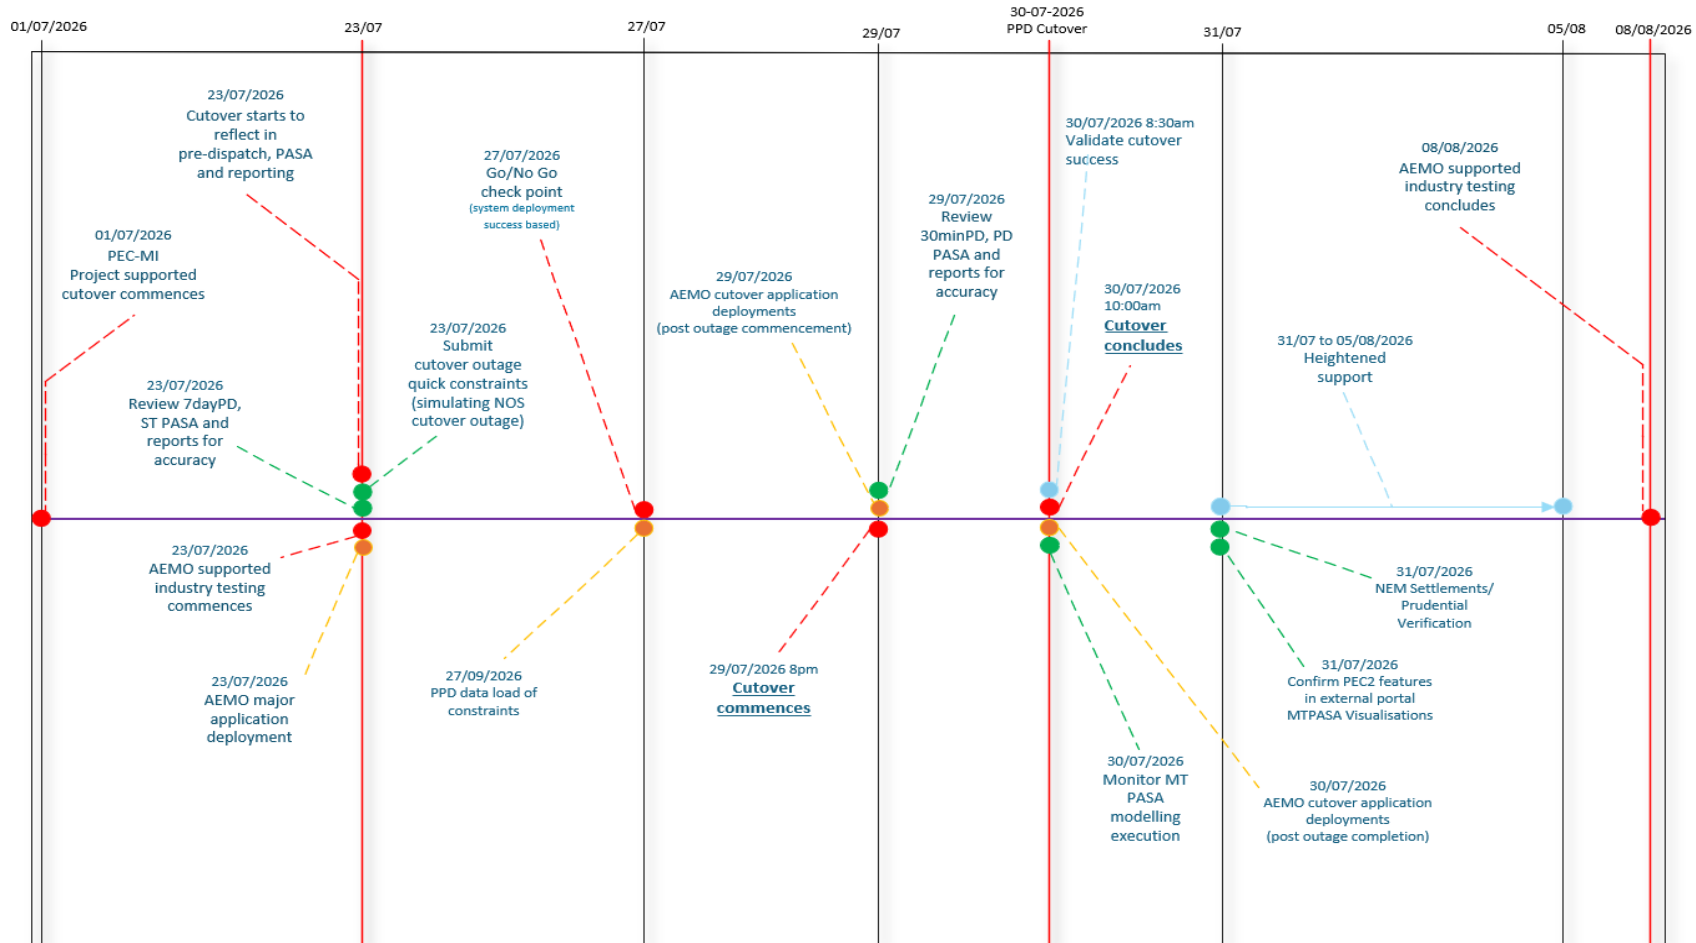 01/07/2026
23/07
27/07
29/07
30-07-2026
PPD Cutover
31/07
05/08
08/08/2026
23/07/2026
Cutover starts to
reflect in
pre-dispatch, PASA
and reporting
01/07/2026
PEC-MI
Project supported
cutover commences
23/07/2026
Review 7dayPD,
ST PASA and
reports for
accuracy
23/07/2026
Submit
cutover outage
quick constraints
(simulating NOS
cutover outage)
27/07/2026
Go/No Go
check point
(system deployment
success based)
29/07/2026
AEMO cutover application
deployments
(post outage commencement)
29/07/2026
Review
30minPD, PD
PASA and
reports for
accuracy
30/07/2026 8:30am
Validate cutover
success
30/07/2026
10:00am
Cutover
concludes
31/07 to 05/08/2026
Heightened
support
08/08/2026
AEMO supported
industry testing
concludes
23/07/2026
AEMO supported
industry testing
commences
23/07/2026
AEMO major
application
deployment
27/09/2026
PPD data load of
constraints
29/07/2026 8pm
Cutover
commences
30/07/2026
Monitor MT
PASA
modelling
execution
31/07/2026
NEM Settlements/
Prudential
Verification
31/07/2026
Confirm PEC2 features
in external portal
MTPASA Visualisations
30/07/2026
AEMO cutover application
deployments
(post outage completion)